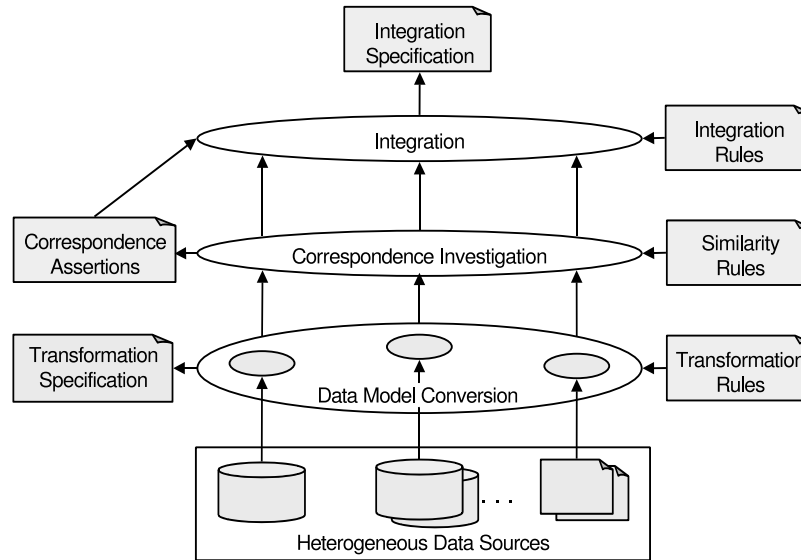 Integration
Specification
Integration
Integration
Rules
Correspondence
Assertions
Correspondence Investigation
Similarity
Rules
Transformation
Specification
Data Model Conversion
Transformation
Rules
. . .
Heterogeneous Data Sources